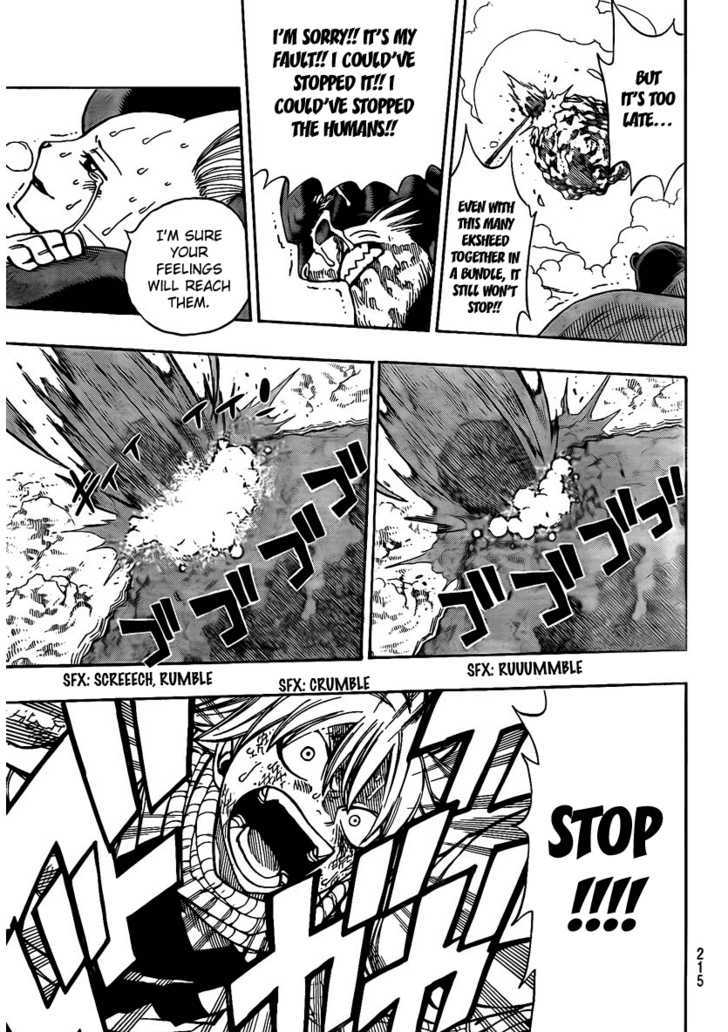 BUT
IT'S TOO
LATE...
EVEN WITH
THIS MANY
EKSHEED
TOGETHER
IN A
BUNDLE, IT
STILL WON'T
STOP!!
I'M SORRY!! IT'S MY
FAULT!! I COULD'VE
STOPPED IT!! I
COULD'VE STOPPED
THE HUMANS!!
I'M SURE
YOUR
FEELINGS
WILL REACH
THEM.
ゴゴゴゴ
SFX: RUUUMMBLE
ゴゴゴゴ
SFX: SCREEECH, RUMBLE
SFX: CRUMBLE
STOP
!!!!
215